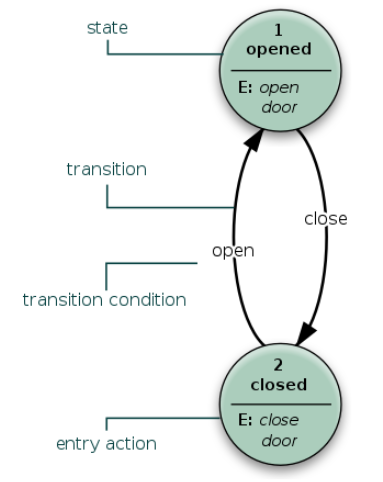 state
1
opened
E: open
door
transition
close
open
transition condition
2
closed
E: close
door
entry action